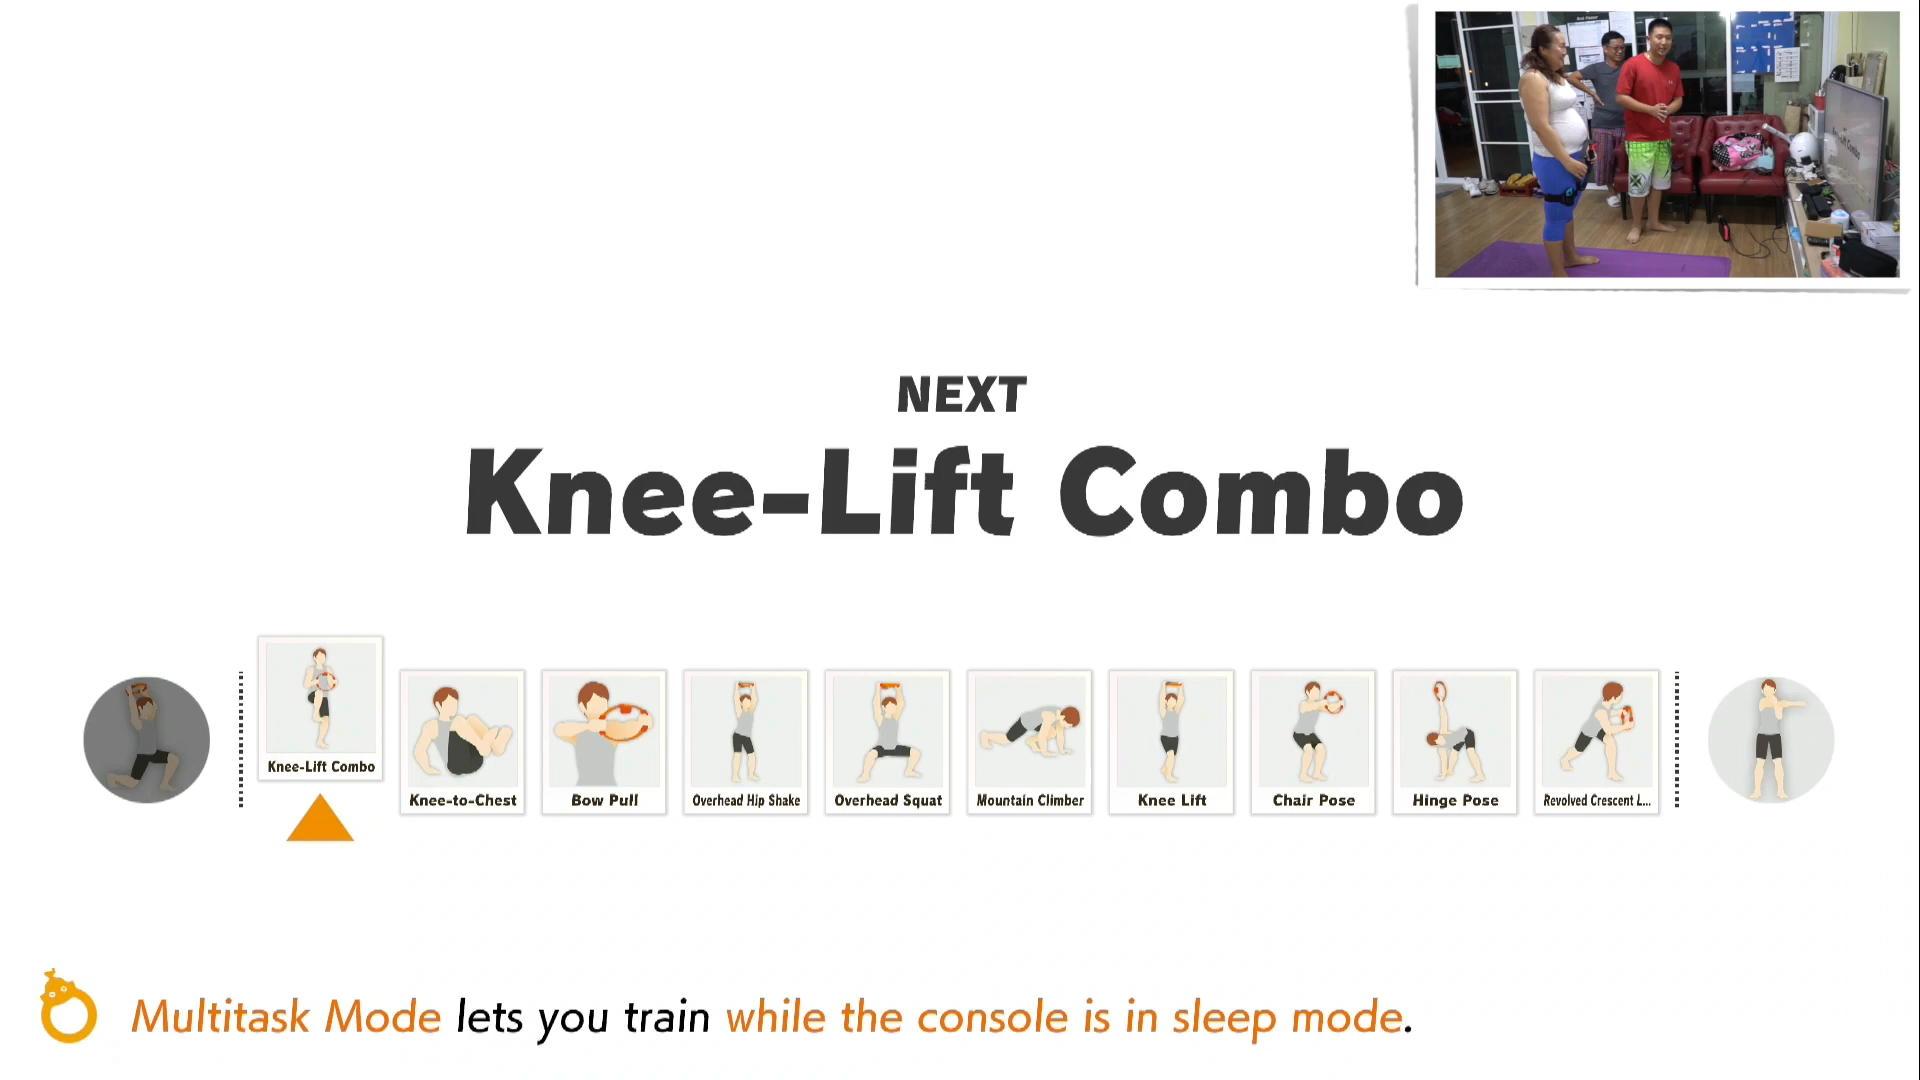 NEXT
Knee-Lift Combo
Knee-Lift Combo
Knee-to-Chest
Bow Pull
Overhead Hip Shake
Overhead Squat
Mountain Climber
Knee Lift
Chair Pose
Hinge Pose
Revolved Crescent L...
Multitask Mode lets you train while the console is in sleep mode.